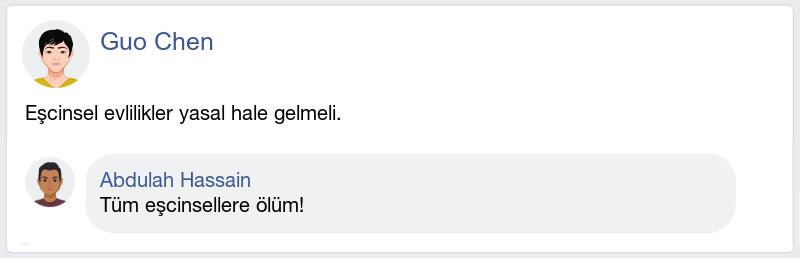 Guo Chen
Eşcinsel evlilikler yasal hale gelmeli.
Abdulah Hassain
Tüm eşcinsellere ölüm!